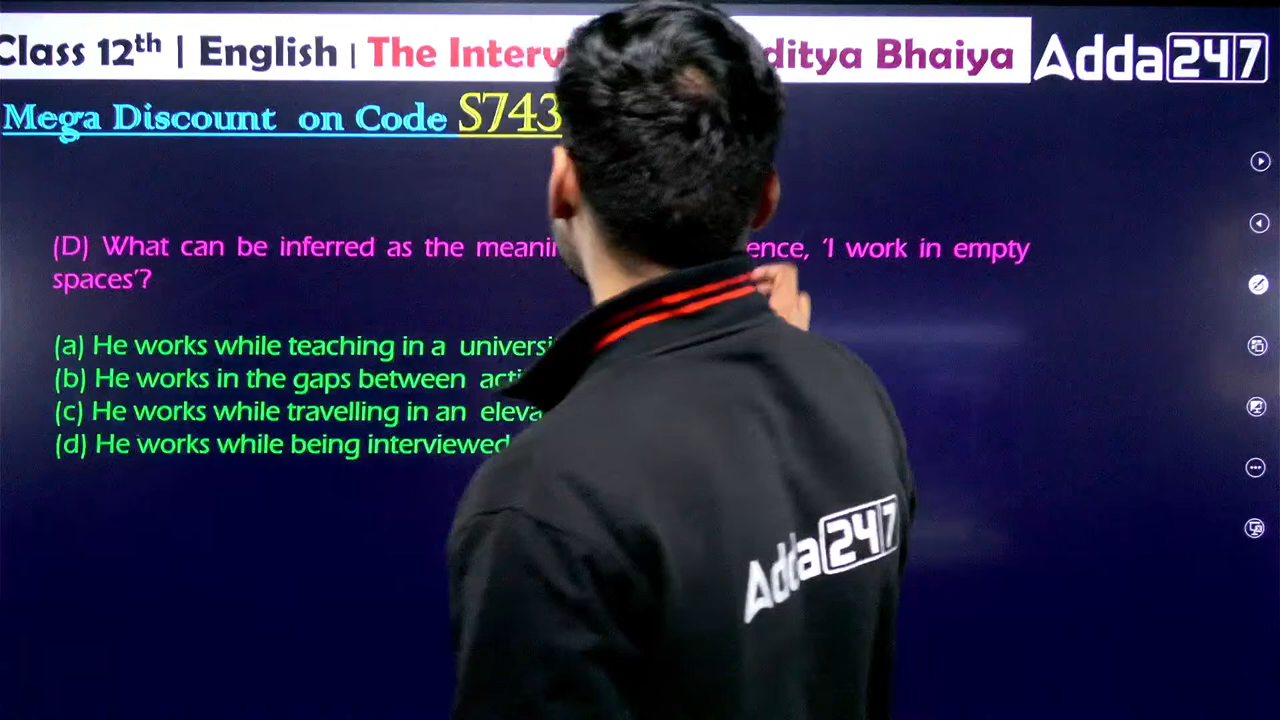 Class 12th | English | The Interv ditya Bhaiya
Adda247
Mega Discount on Code S743
(D) What can be inferred as the meanin ence, 'I work in empty
spaces'?
(a) He works while teaching in a universi
(b) He works in the gaps between acti
(c) He works while travelling in an eleva
(d) He works while being interviewed
Adda247